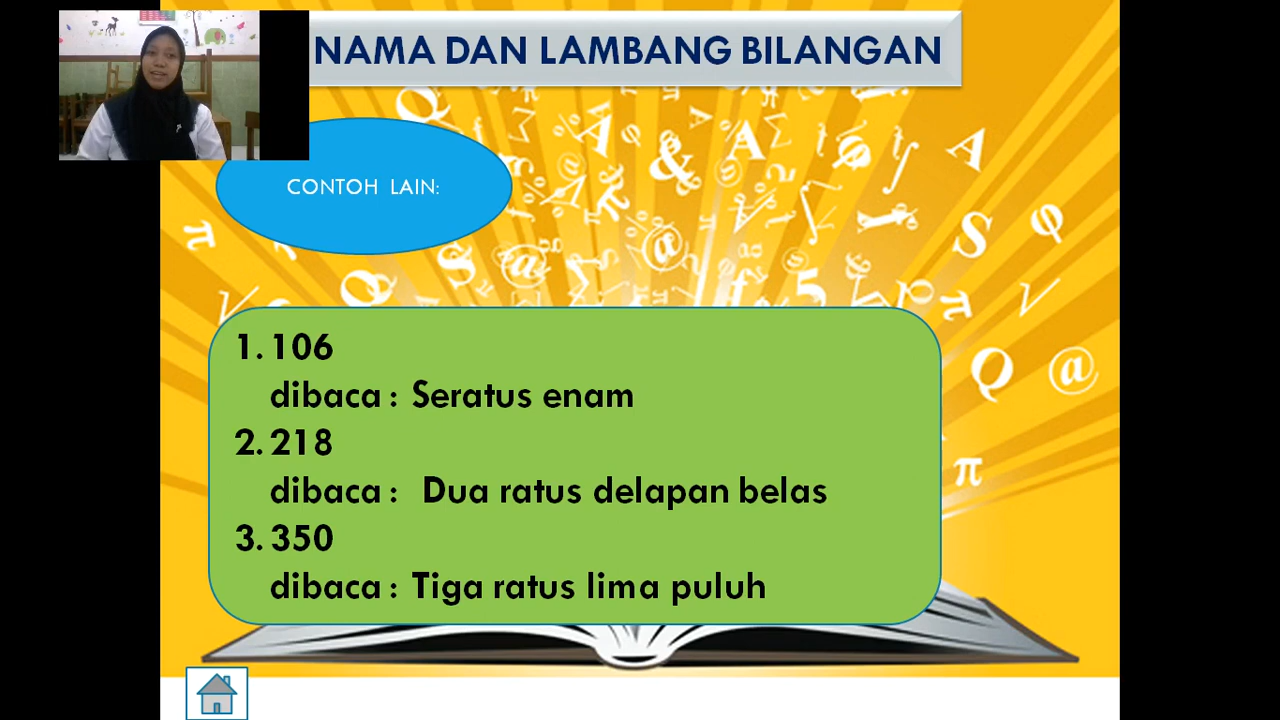 NAMA DAN LAMBANG BILANGAN
CONTOH LAIN:
1. 106
dibaca : Seratus enam
2. 218
dibaca : Dua ratus delapan belas
3. 350
dibaca : Tiga ratus lima puluh